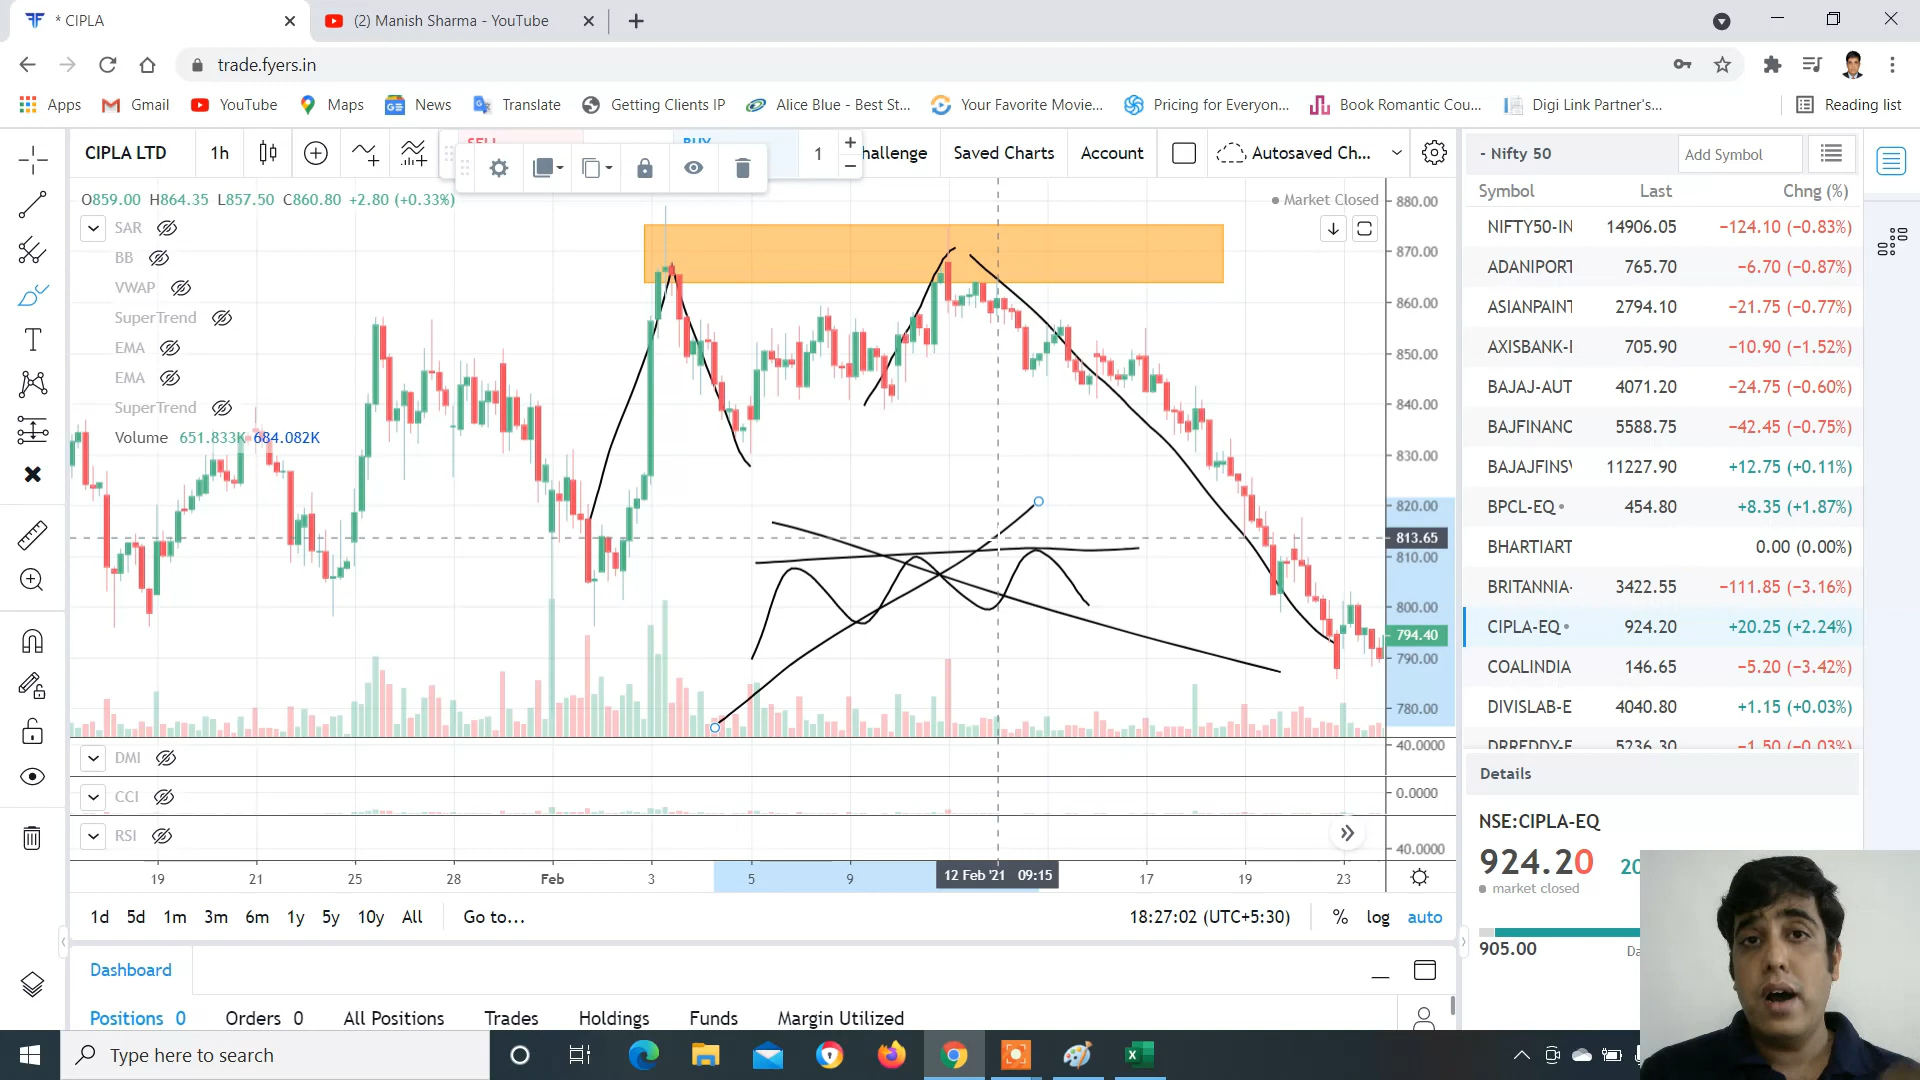 * CIPLA
(2) Manish Sharma - YouTube
trade.fyers.in
Apps Gmail YouTube Maps News Translate Getting Clients IP Alice Blue - Best St... Your Favorite Movie... Pricing for Everyon... Book Romantic Cou... Digi Link Partner's... Reading list
CIPLA LTD 1h SELL BUY 1 hallenge Saved Charts Account Autosaved Ch...
O859.00 H864.35 L857.50 C860.80 +2.80 (+0.33%)
Market Closed
SAR
BB
VWAP
SuperTrend
EMA
EMA
SuperTrend
Volume 651.833K 684.082K
880.00
870.00
860.00
850.00
840.00
830.00
820.00
813.65
810.00
800.00
794.40
790.00
780.00
DMI 40.0000
CCI 0.0000
RSI 40.0000
19 21 25 28 Feb 3 5 9 12 Feb '21 09:15 17 19 23
1d 5d 1m 3m 6m 1y 5y 10y All Go to... 18:27:02 (UTC+5:30) % log auto
Dashboard
Positions 0 Orders 0 All Positions Trades Holdings Funds Margin Utilized
- Nifty 50 Add Symbol
Symbol Last Chng (%)
NIFTY50-IN 14906.05 −124.10 (−0.83%)
ADANIPORT 765.70 −6.70 (−0.87%)
ASIANPAINT 2794.10 −21.75 (−0.77%)
AXISBANK-I 705.90 −10.90 (−1.52%)
BAJAJ-AUT 4071.20 −24.75 (−0.60%)
BAJFINANC 5588.75 −42.45 (−0.75%)
BAJAJFINSV 11227.90 +12.75 (+0.11%)
BPCL-EQ 454.80 +8.35 (+1.87%)
BHARTIART 0.00 (0.00%)
BRITANNIA- 3422.55 −111.85 (−3.16%)
CIPLA-EQ 924.20 +20.25 (+2.24%)
COALINDIA 146.65 −5.20 (−3.42%)
DIVISLAB-E 4040.80 +1.15 (+0.03%)
DRREDDY-E 5236.30 −1.50 (−0.03%)
Details
NSE:CIPLA-EQ
924.20 20
market closed
905.00 Da
Type here to search